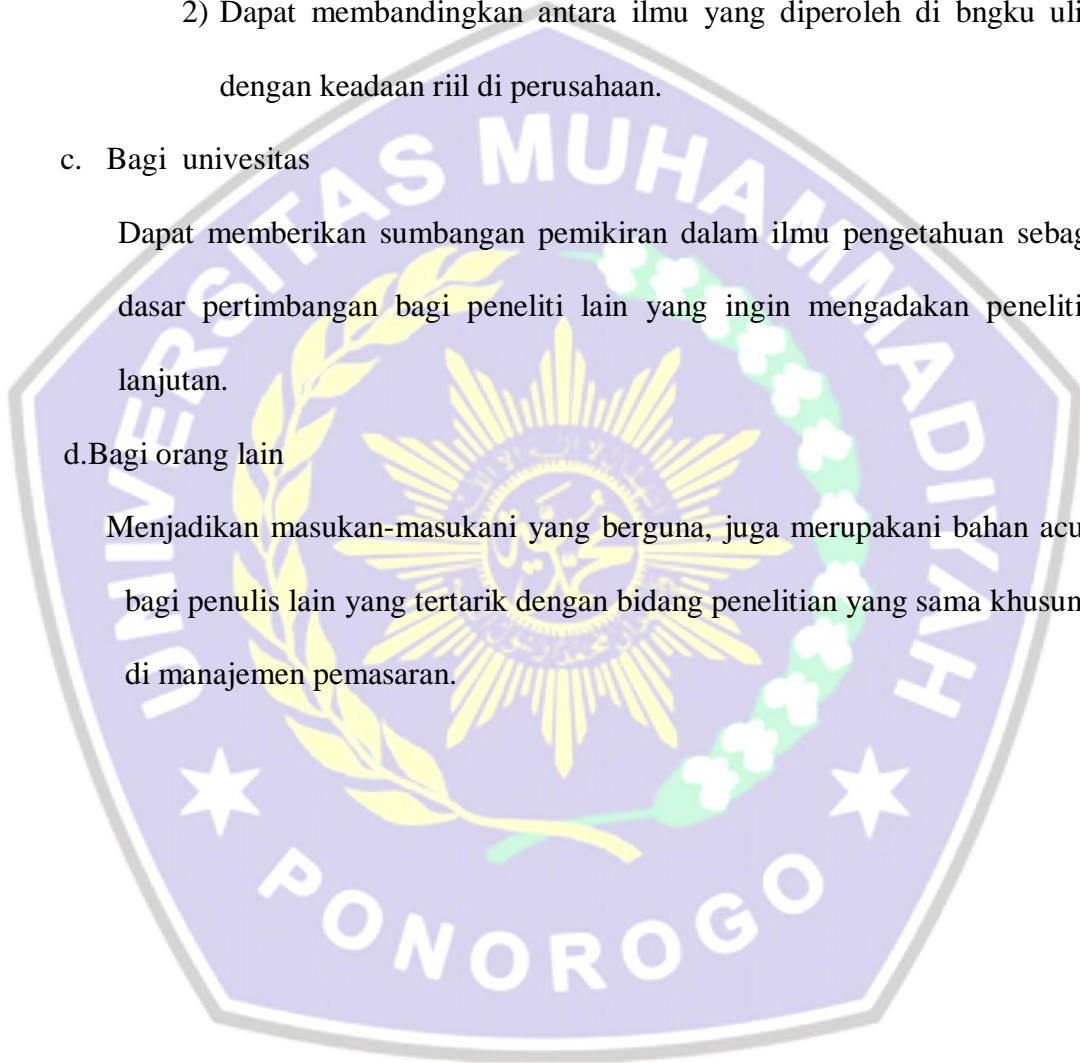 2) Dapat membandingkan antara ilmu yang diperoleh di bngku uli
dengan keadaan riil di perusahaan.
c. Bagi univesitas
Dapat memberikan sumbangan pemikiran dalam ilmu pengetahuan sebag
dasar pertimbangan bagi peneliti lain yang ingin mengadakan peneliti
lanjutan.
d.Bagi orang lain
Menjadikan masukan-masukani yang berguna, juga merupakani bahan acu
bagi penulis lain yang tertarik dengan bidang penelitian yang sama khusun
di manajemen pemasaran.
UNIVERSITAS MUHAMMADIYAH
PONOROGO